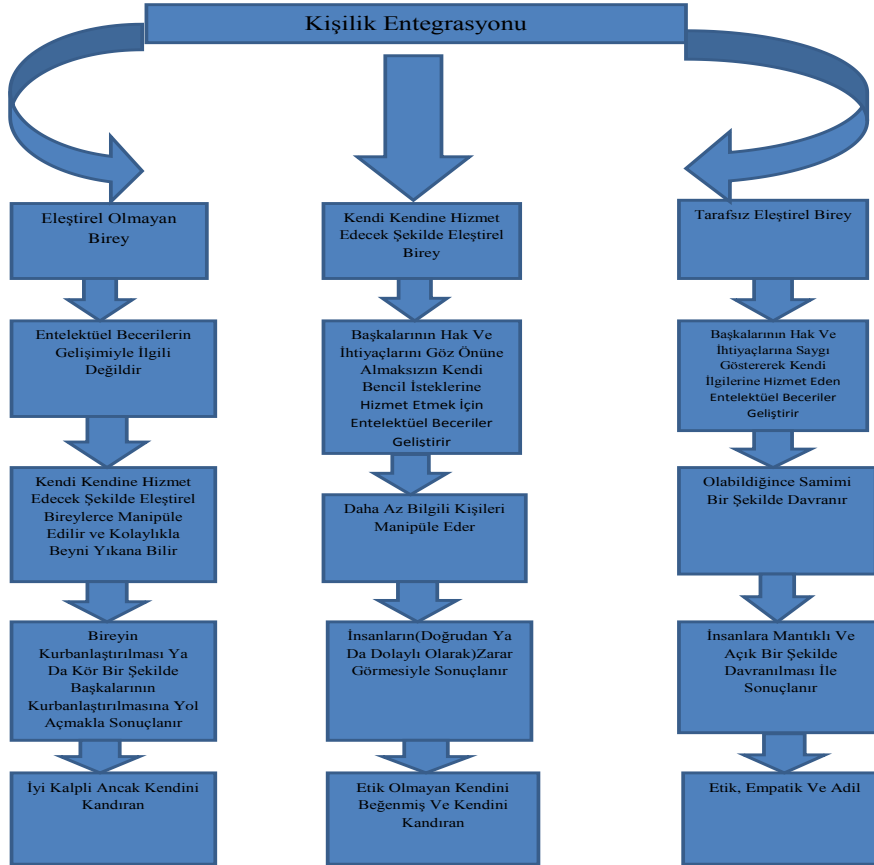 Kişilik Entegrasyonu
Eleştirel Olmayan
Birey
Entelektüel Becerilerin
Gelişimiyle İlgili
Değildir
Kendi Kendine Hizmet
Edecek Şekilde Eleştirel
Bireylerce Manipüle
Edilir ve Kolaylıkla
Beyni Yıkana Bilir
Bireyin
Kurbanlaştırılması Ya
Da Kör Bir Şekilde
Başkalarının
Kurbanlaştırılmasına Yol
Açmakla Sonuçlanır
İyi Kalpli Ancak Kendini
Kandıran
Kendi Kendine Hizmet
Edecek Şekilde Eleştirel
Birey
Başkalarının Hak Ve
İhtiyaçlarını Göz Önüne
Almaksızın Kendi
Bencil İsteklerine
Hizmet Etmek İçin
Entelektüel Beceriler
Geliştirir
Daha Az Bilgili Kişileri
Manipüle Eder
İnsanların(Doğrudan Ya
Da Dolaylı Olarak)Zarar
Görmesiyle Sonuçlanır
Etik Olmayan Kendini
Beğenmiş Ve Kendini
Kandıran
Tarafsız Eleştirel Birey
Başkalarının Hak Ve
İhtiyaçlarına Saygı
Göstererek Kendi
İlgilerine Hizmet Eden
Entelektüel Beceriler
Geliştirir
Olabildiğince Samimi
Bir Şekilde Davranır
İnsanlara Mantıklı Ve
Açık Bir Şekilde
Davranılması İle
Sonuçlanır
Etik, Empatik Ve Adil